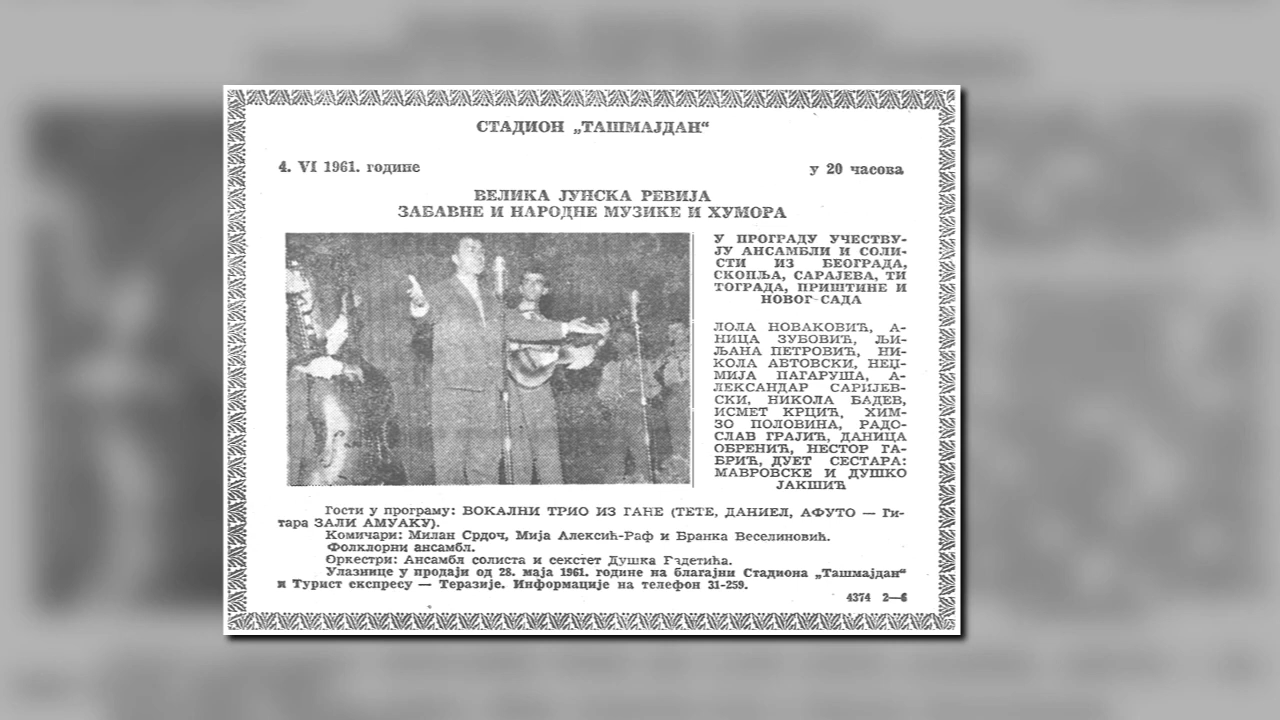 СТАДИОН „ТАШМАЈДАН“
4. VI 1961. године
у 20 часова
ВЕЛИКА ЈУНСКА РЕВИЈА
ЗАБАВНЕ И НАРОДНЕ МУЗИКЕ И ХУМОРА
У ПРОГРАДУ УЧЕСТВУ-
ЈУ АНСАМБЛИ И СОЛИ-
СТИ ИЗ БЕОГРАДА,
СКОПЉА, САРАЈЕВА, ТИ
ТОГРАДА, ПРИШТИНЕ И
НОВОГ САДА
ЛОЛА НОВАКОВИЋ, А-
НИЦА ЗУБОВИЋ, ЉИ-
ЉАНА ПЕТРОВИЋ, НИ-
КОЛА АВТОВСКИ, НЕЏ-
МИЈА ПАГАРУША, А-
ЛЕКСАНДАР САРИЈЕВ-
СКИ, НИКОЛА БАДЕВ,
ИСМЕТ КРЦИЋ, ХИМ-
ЗО ПОЛОВИНА, РАДО-
СЛАВ ГРАЈИЋ, ДАНИЦА
ОБРЕНИЋ, НЕСТОР ГА-
БРИЋ, ДУЕТ СЕСТАРА:
МАВРОВСКЕ И ДУШКО
ЈАКШИЋ
Гости у програму: ВОКАЛНИ ТРИО ИЗ ГАНЕ (ТЕТЕ, ДАНИЕЛ, АФУТО — Ги-
тара ЗАЛИ АМУАКУ).
Комичари: Милан Срдоч, Мија Алексић-Раф и Бранка Веселиновић.
Фолклорни ансамбл.
Оркестри: Ансамбл солиста и секстет Душка
Улазнице у продаји од 28. маја 1961. године на благајни Стадиона „Ташмајдан“
и Турист експресу — Теразије. Информације на телефон 31-259.
4374 2—6